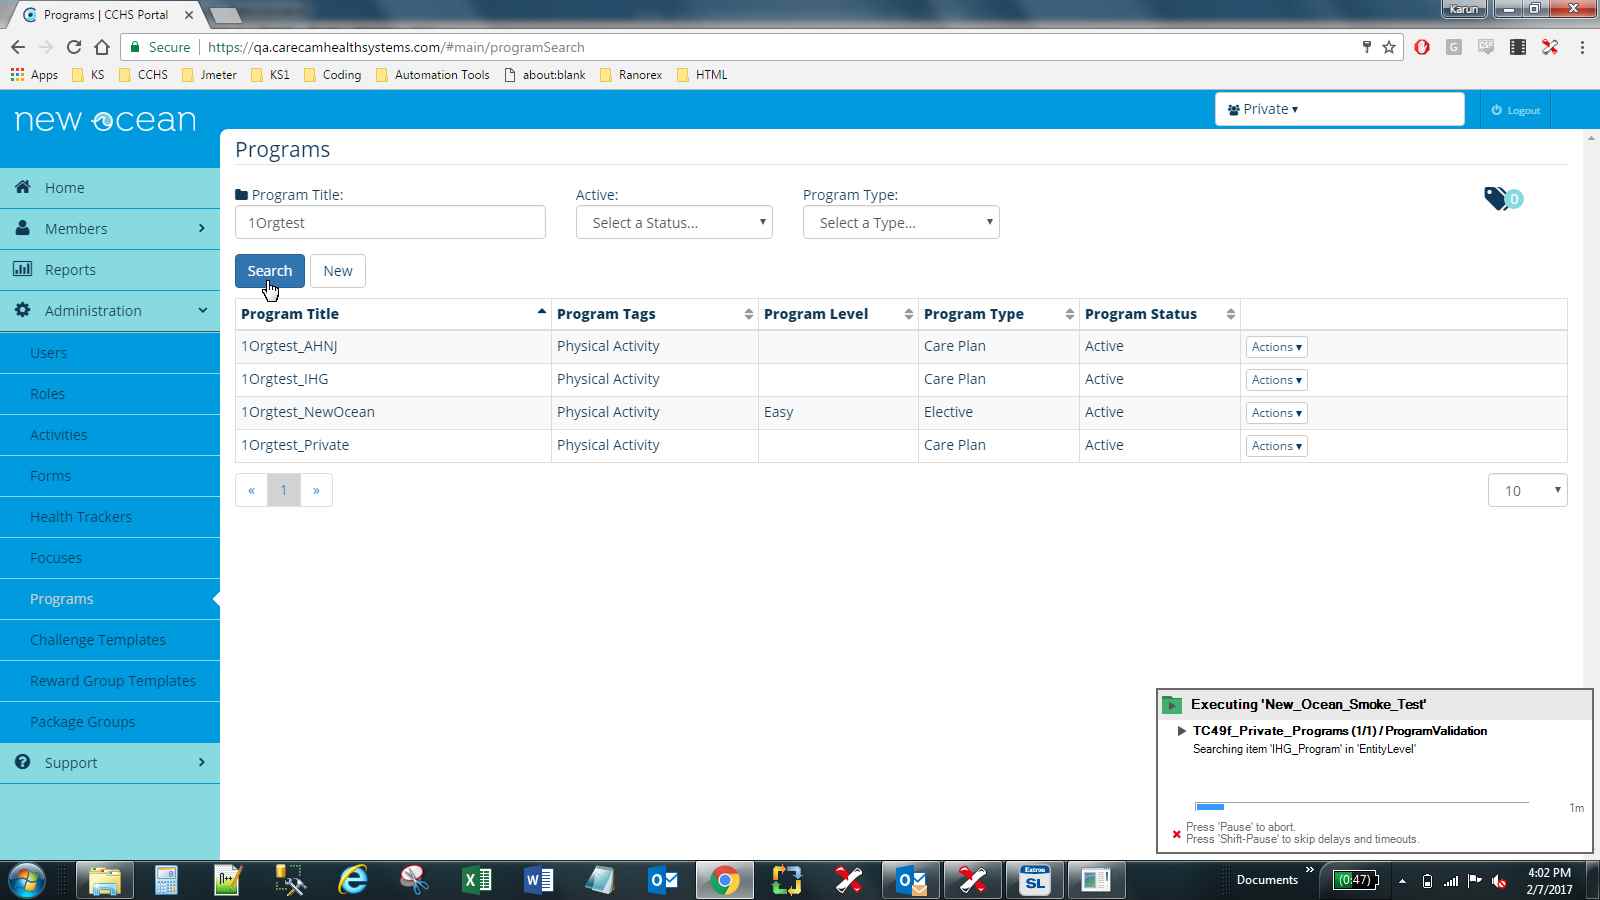 Programs | CCHS Portal
Karun
Secure
https://qa.carecamhealthsystems.com/#main/programSearch
Apps
KS
CCHS
Jmeter
KS1
Coding
Automation Tools
about:blank
Ranorex
HTML
new ocean
Private
Logout
Home
Members
Reports
Administration
Users
Roles
Activities
Forms
Health Trackers
Focuses
Programs
Challenge Templates
Reward Group Templates
Package Groups
Support
Programs
Program Title:
Active:
Program Type:
1Orgtest
Select a Status...
Select a Type...
0
Search
New
Program Title Program Tags Program Level Program Type Program Status
1Orgtest_AHNJ Physical Activity Care Plan Active Actions
1Orgtest_IHG Physical Activity Care Plan Active Actions
1Orgtest_NewOcean Physical Activity Easy Elective Active Actions
1Orgtest_Private Physical Activity Care Plan Active Actions
« 1 »
10
Executing 'New_Ocean_Smoke_Test'
TC49f_Private_Programs (1/1) / ProgramValidation
Searching item 'IHG_Program' in 'EntityLevel'
1m
Press 'Pause' to abort.
Press 'Shift-Pause' to skip delays and timeouts.
Documents
(0:47)
4:02 PM
2/7/2017